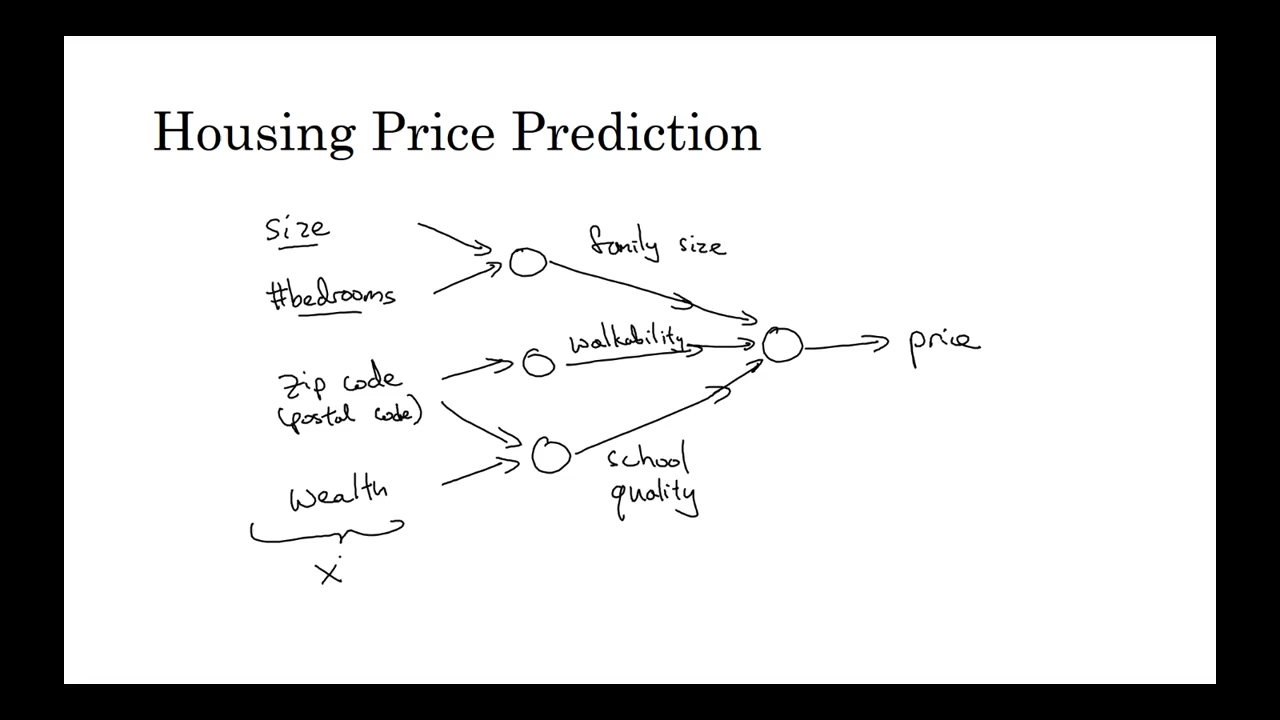 Housing Price Prediction
size
family size
#bedrooms
walkability
price
zip code
(postal code)
school
quality
wealth
X